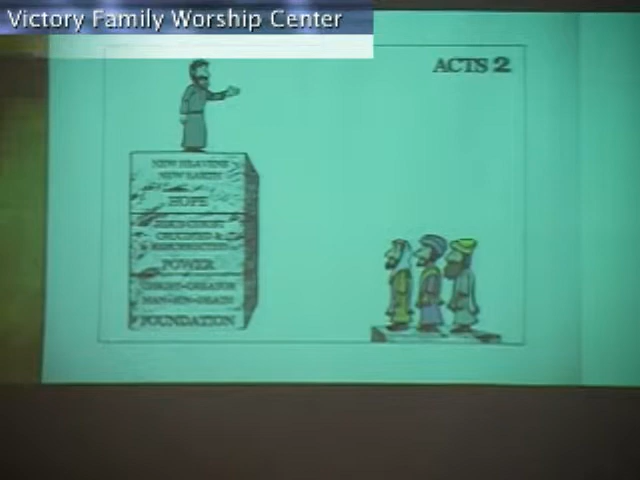 Victory Family Worship Center
ACTS 2
NEW HEAVENS
NEW EARTH
HOPE
JESUS CHRIST
CRUCIFIED &
RESURRECTION
POWER
CHRIST=CREATOR
MAN=SIN=DEATH
FOUNDATION